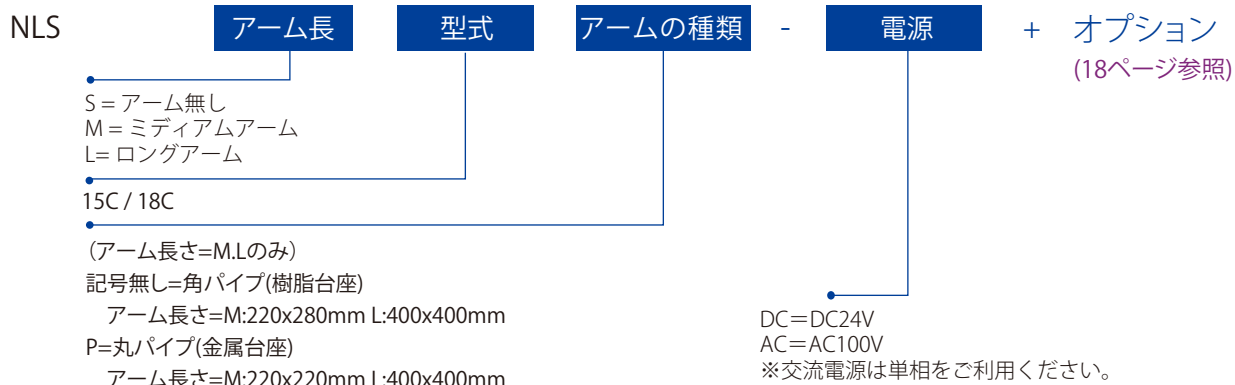 NLS アーム長 型式 アームの種類 - 電源 + オプション
(18ページ参照)
S = アーム無し
M = ミディアムアーム
L= ロングアーム
15C / 18C
(アーム長さ=M.Lのみ)
記号無し=角パイプ(樹脂台座)
アーム長さ=M:220x280mm L:400x400mm
P=丸パイプ(金属台座)
アーム長さ=M:220x220mm L:400x400mm
DC＝DC24V
AC＝AC100V
※交流電源は単相をご利用ください。